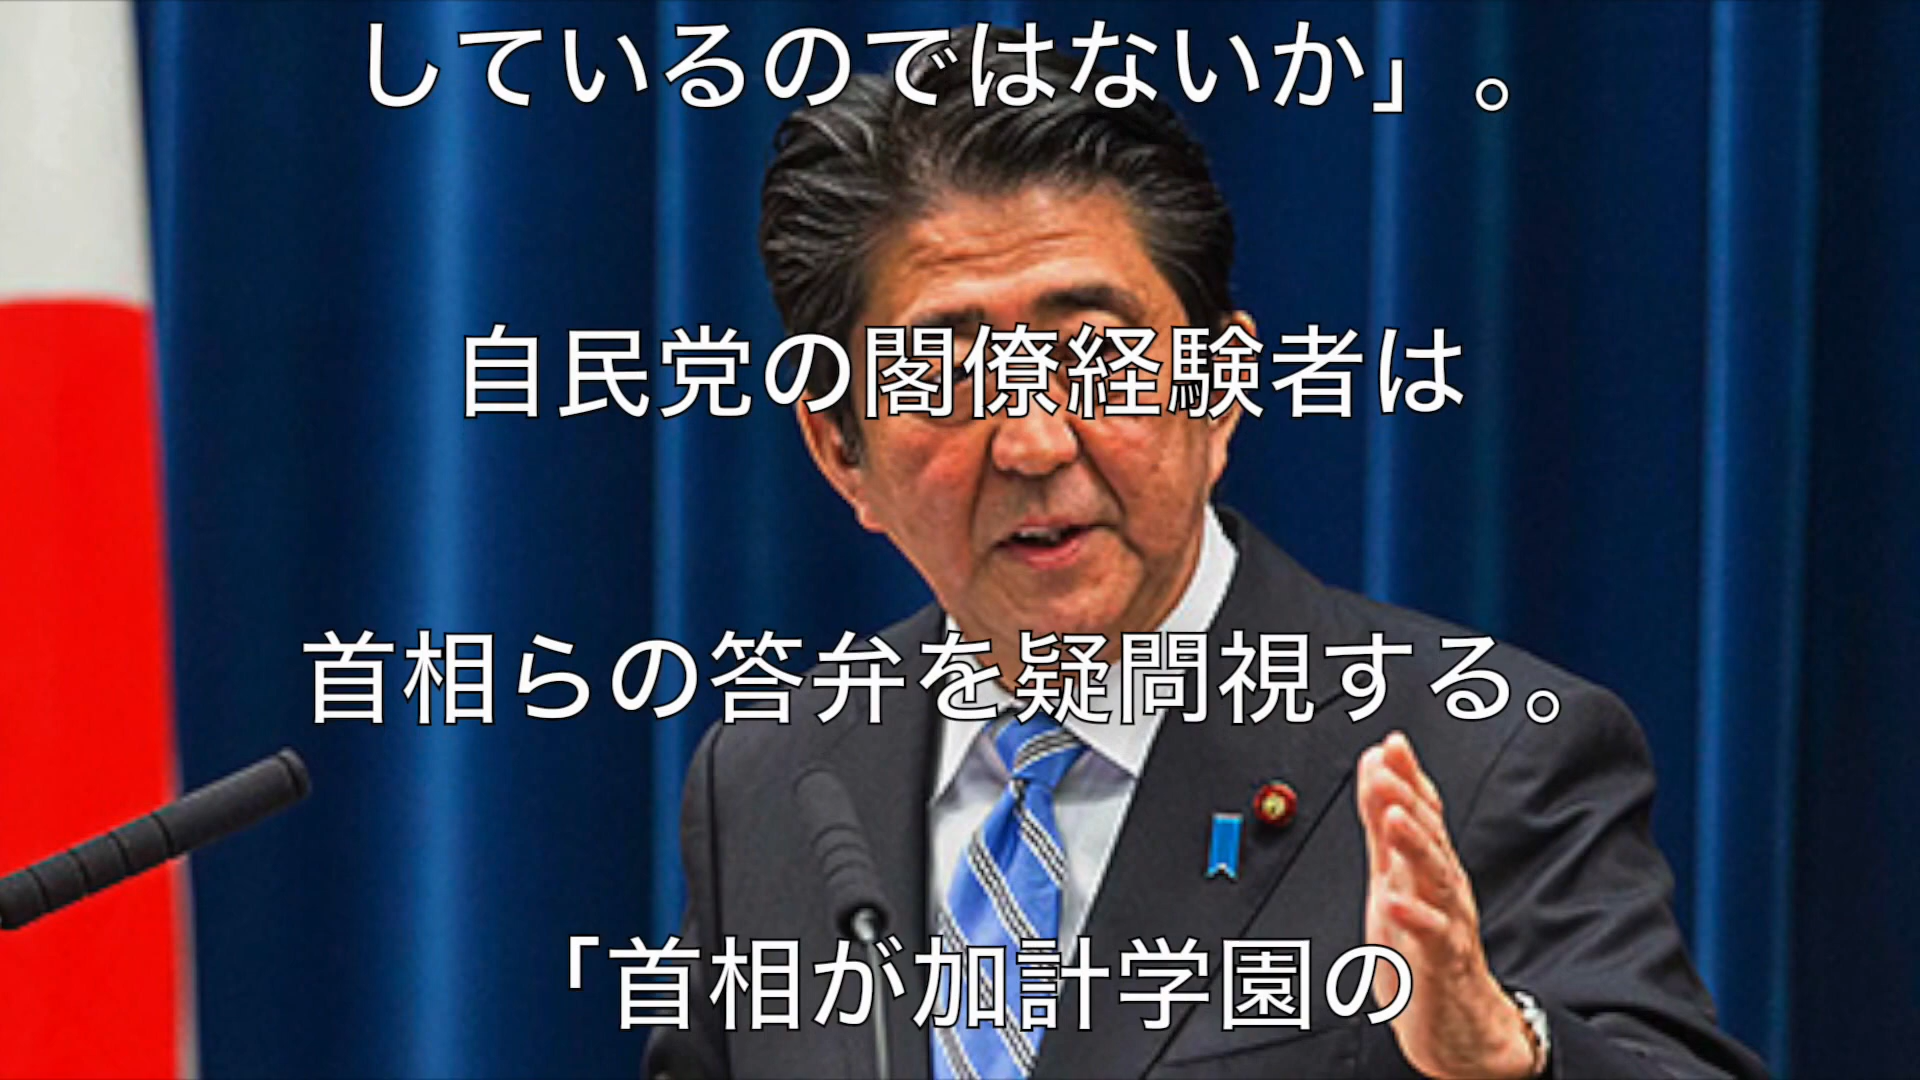 しているのではないか」。
自民党の閣僚経験者は
首相らの答弁を疑問視する。
「首相が加計学園の